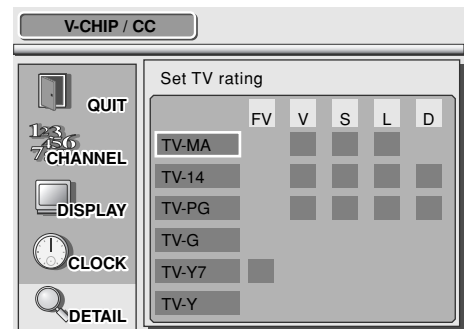 V-CHIP / CC
QUIT
123
456
7
CHANNEL
DISPLAY
CLOCK
DETAIL
Set TV rating
FV V S L D
TV-MA
TV-14
TV-PG
TV-G
TV-Y7
TV-Y